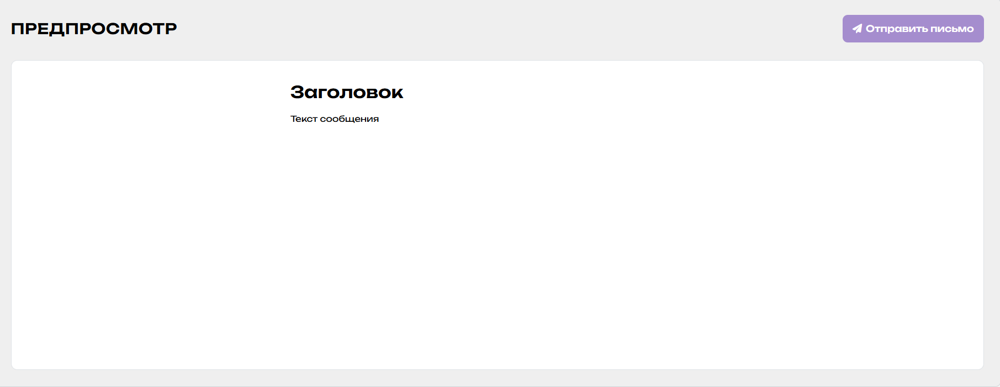 ПРЕДПРОСМОТР
Отправить письмо
Заголовок
Текст сообщения